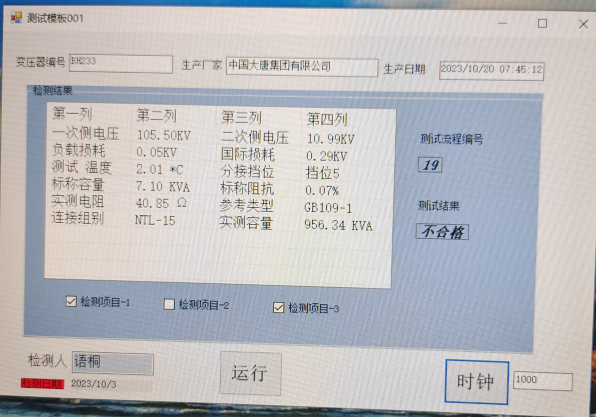 测试模板001
变压器编号 BH233 生产厂家 中国大唐集团有限公司 生产日期 2023/10/20 07:45:12
检测结果
第一列 第二列 第三列 第四列
一次侧电压 105.50KV 二次侧电压 10.99KV
负载损耗 0.05KV 国际损耗 0.29KV
测试 温度 2.01 *C 分接挡位 挡位5
标称容量 7.10 KVA 标称阻抗 0.07%
实测电阻 40.85 Ω 参考类型 GB109-1
连接组别 NTL-15 实测容量 956.34 KVA
测试流程编号
19
测试结果
不合格
检测项目-1 检测项目-2 检测项目-3
检测人 语桐 运行 时钟 1000
检测日期 2023/10/3